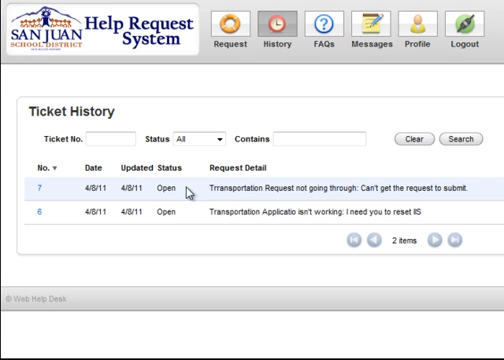 SAN JUAN
SCHOOL DISTRICT
Help Request
System
Request History FAQs Messages Profile Logout
Ticket History
Ticket No. Status All Contains Clear Search
No. Date Updated Status Request Detail
7 4/8/11 4/8/11 Open Trransportation Request not going through: Can't get the request to submit.
6 4/8/11 4/8/11 Open Transportation Applicatio isn't working: I need you to reset IIS
2 items
© Web Help Desk